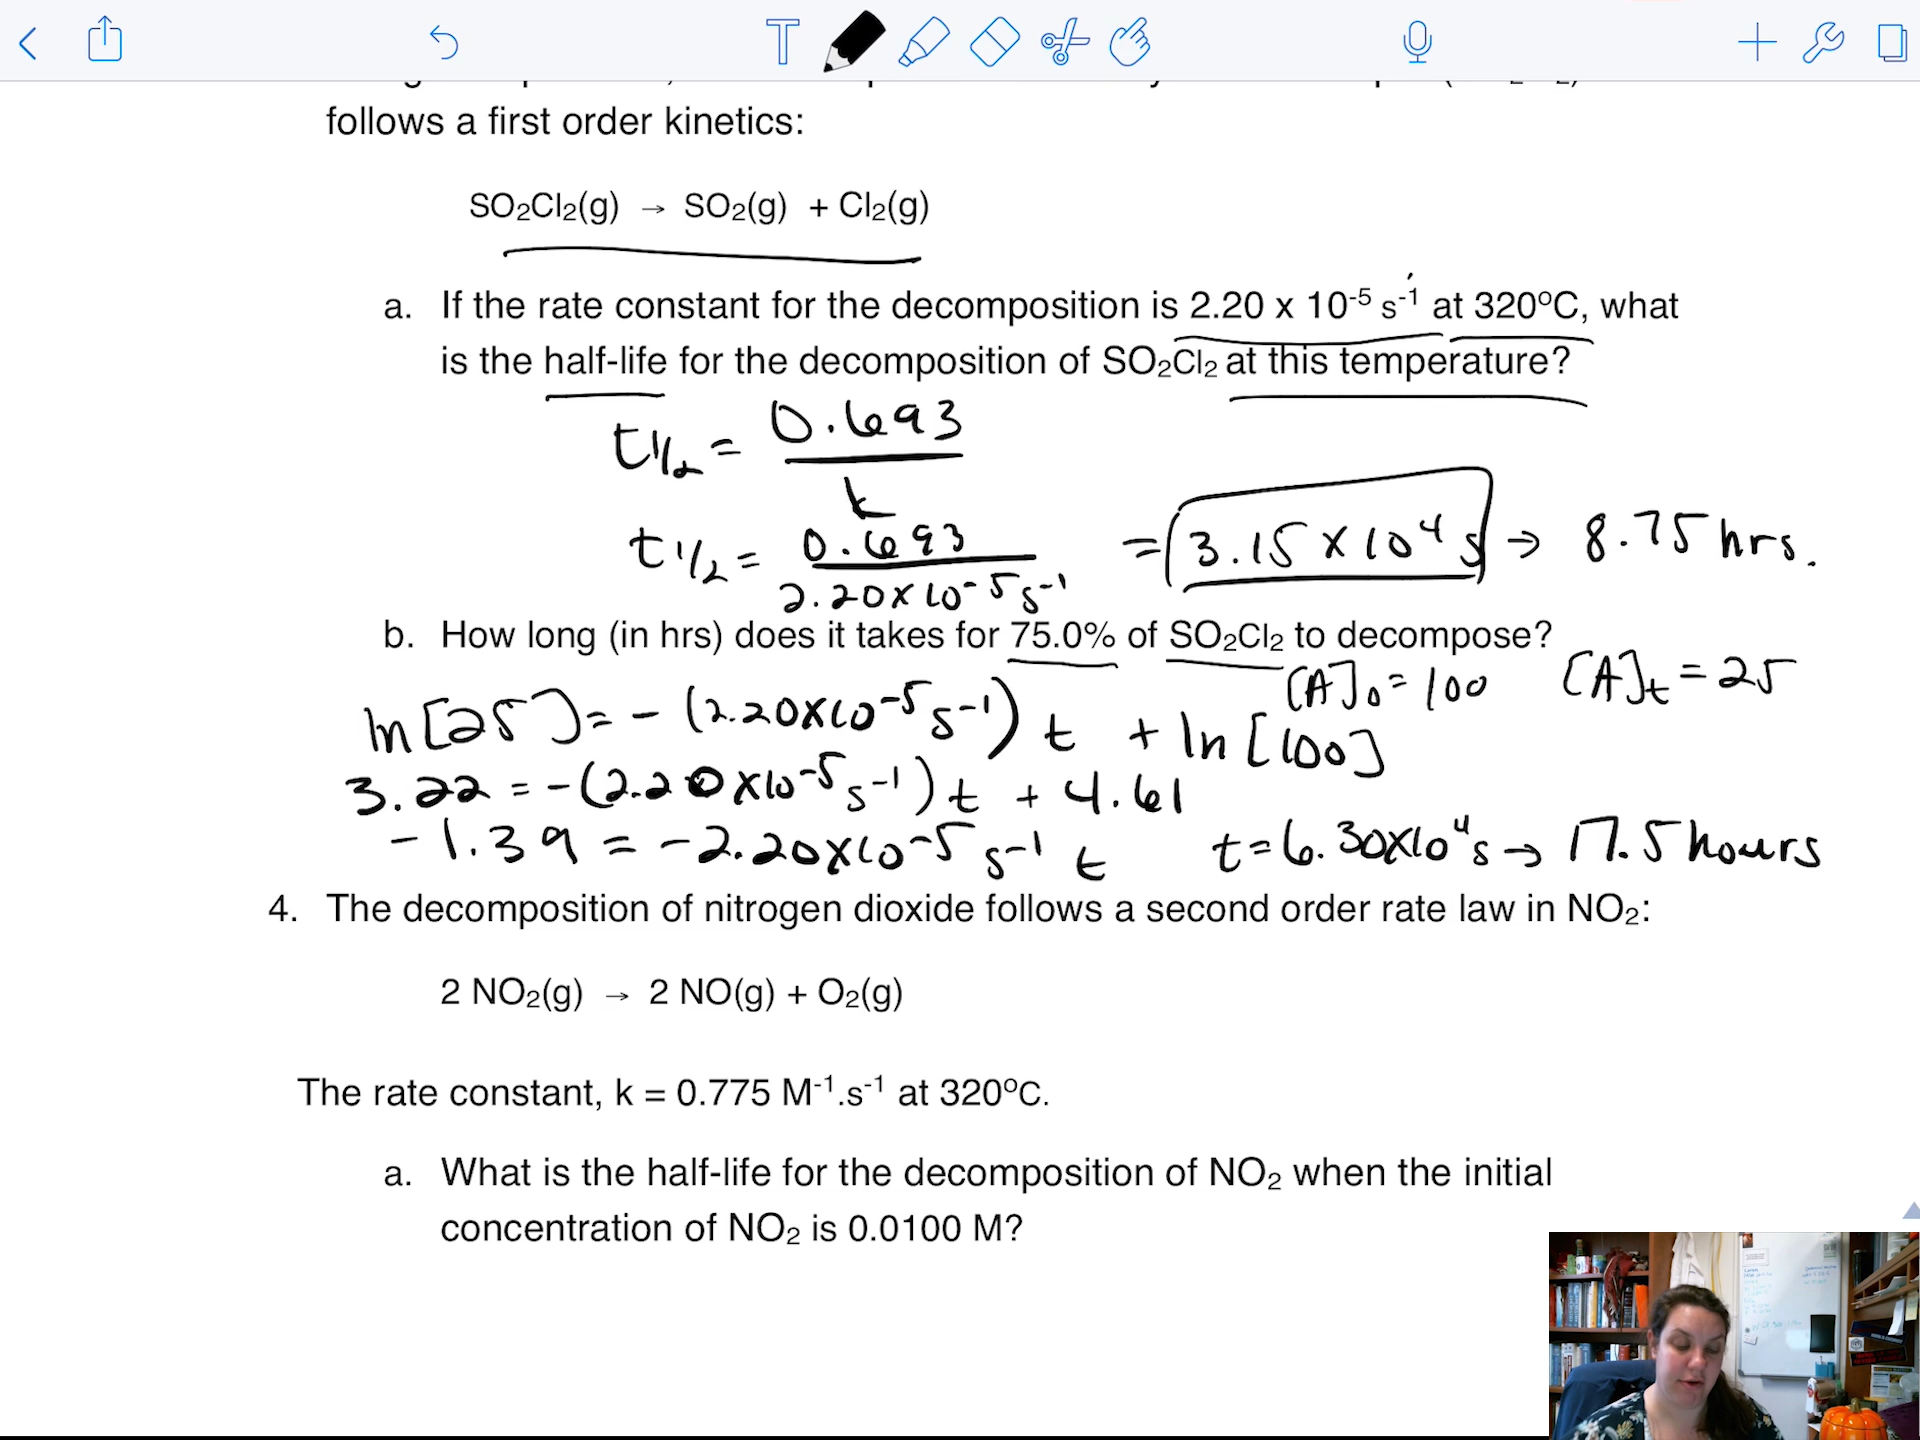 follows a first order kinetics:
SO₂Cl₂(g) → SO₂(g) + Cl₂(g)
a. If the rate constant for the decomposition is 2.20 x 10⁻⁵ s⁻¹ at 320ºC, what
is the half-life for the decomposition of SO₂Cl₂ at this temperature?
t1/2 = 0.693 / k
t1/2 = 0.693 / 2.20x10⁻⁵ s⁻¹ = 3.15 x 10⁴ s → 8.75 hrs.
b. How long (in hrs) does it takes for 75.0% of SO₂Cl₂ to decompose?
[A]₀ = 100 [A]t = 25
ln[25] = -(2.20x10⁻⁵ s⁻¹) t + ln[100]
3.22 = -(2.20x10⁻⁵ s⁻¹) t + 4.61
-1.39 = -2.20x10⁻⁵ s⁻¹ t t = 6.30x10⁴ s → 17.5 hours
4. The decomposition of nitrogen dioxide follows a second order rate law in NO₂:
2 NO₂(g) → 2 NO(g) + O₂(g)
The rate constant, k = 0.775 M⁻¹.s⁻¹ at 320ºC.
a. What is the half-life for the decomposition of NO₂ when the initial
concentration of NO₂ is 0.0100 M?